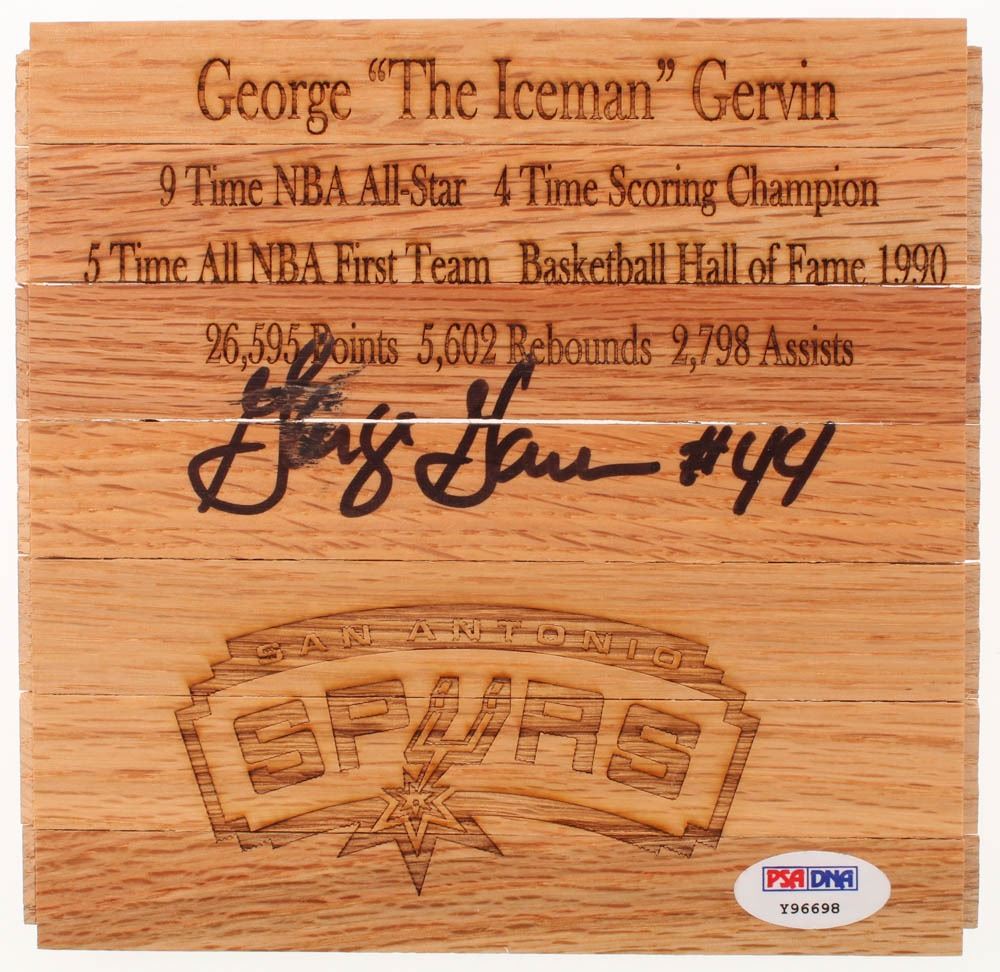 George “The Iceman” Gervin
9 Time NBA All-Star 4 Time Scoring Champion
5 Time All NBA First Team Basketball Hall of Fame 1990
26,595 Points 5,602 Rebounds 2,798 Assists
George Gervin #44
SAN ANTONIO
SPURS
PSA DNA
Y96698